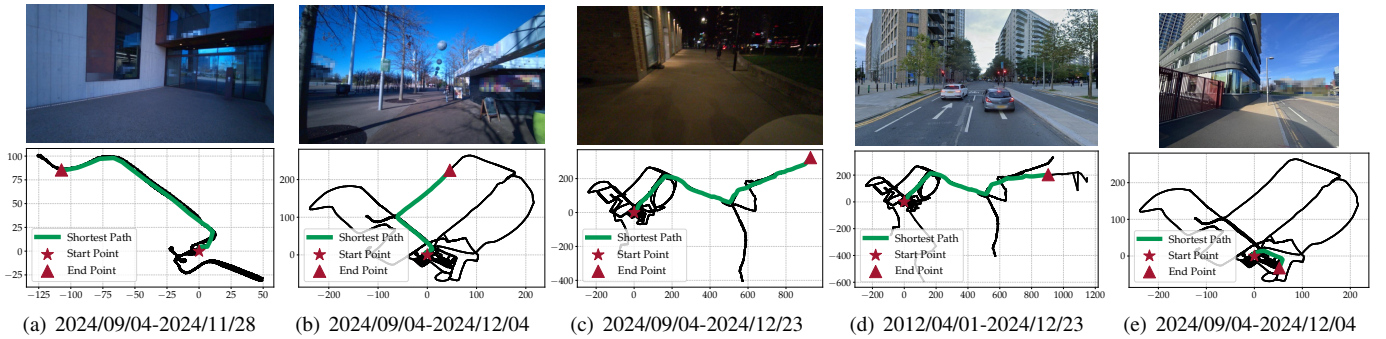 100
75
50
25
0
−25
−125
−100
−75
−50
−25
0
25
50
Shortest Path
Start Point
End Point
(a) 2024/09/04-2024/11/28
200
100
0
−200
−100
0
100
200
Shortest Path
Start Point
End Point
(b) 2024/09/04-2024/12/04
200
0
−200
−400
−200
0
200
400
600
800
Shortest Path
Start Point
End Point
(c) 2024/09/04-2024/12/23
200
0
−200
−400
−600
−200
0
200
400
600
800
1000
1200
Shortest Path
Start Point
End Point
(d) 2012/04/01-2024/12/23
300
200
100
0
−200
−100
0
100
200
Shortest Path
Start Point
End Point
(e) 2024/09/04-2024/12/04